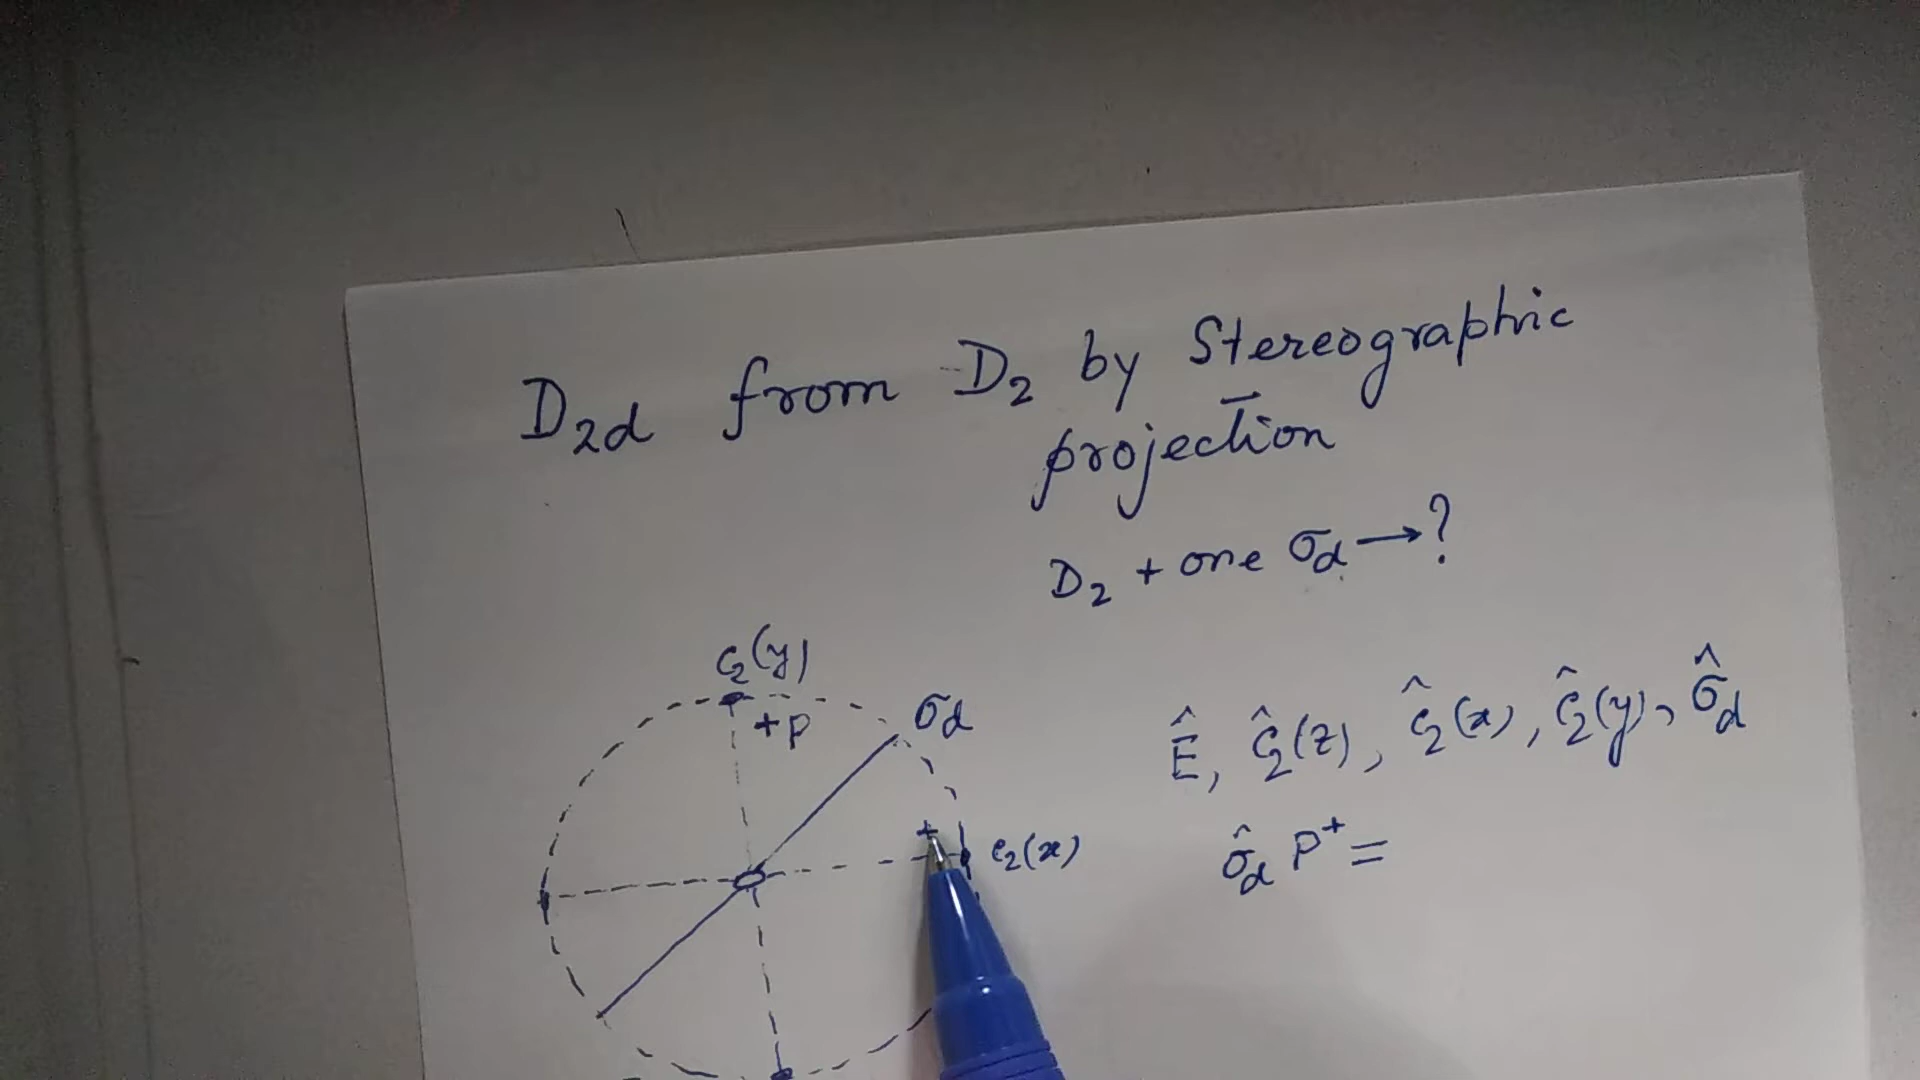 D2d from D2 by Stereographic
projection
D2 + one σd → ?
C2(y)
+P
σd
Ê, Ĉ2(z), Ĉ2(x), Ĉ2(y), σ̂d
+
C2(x)
σ̂d P⁺ =